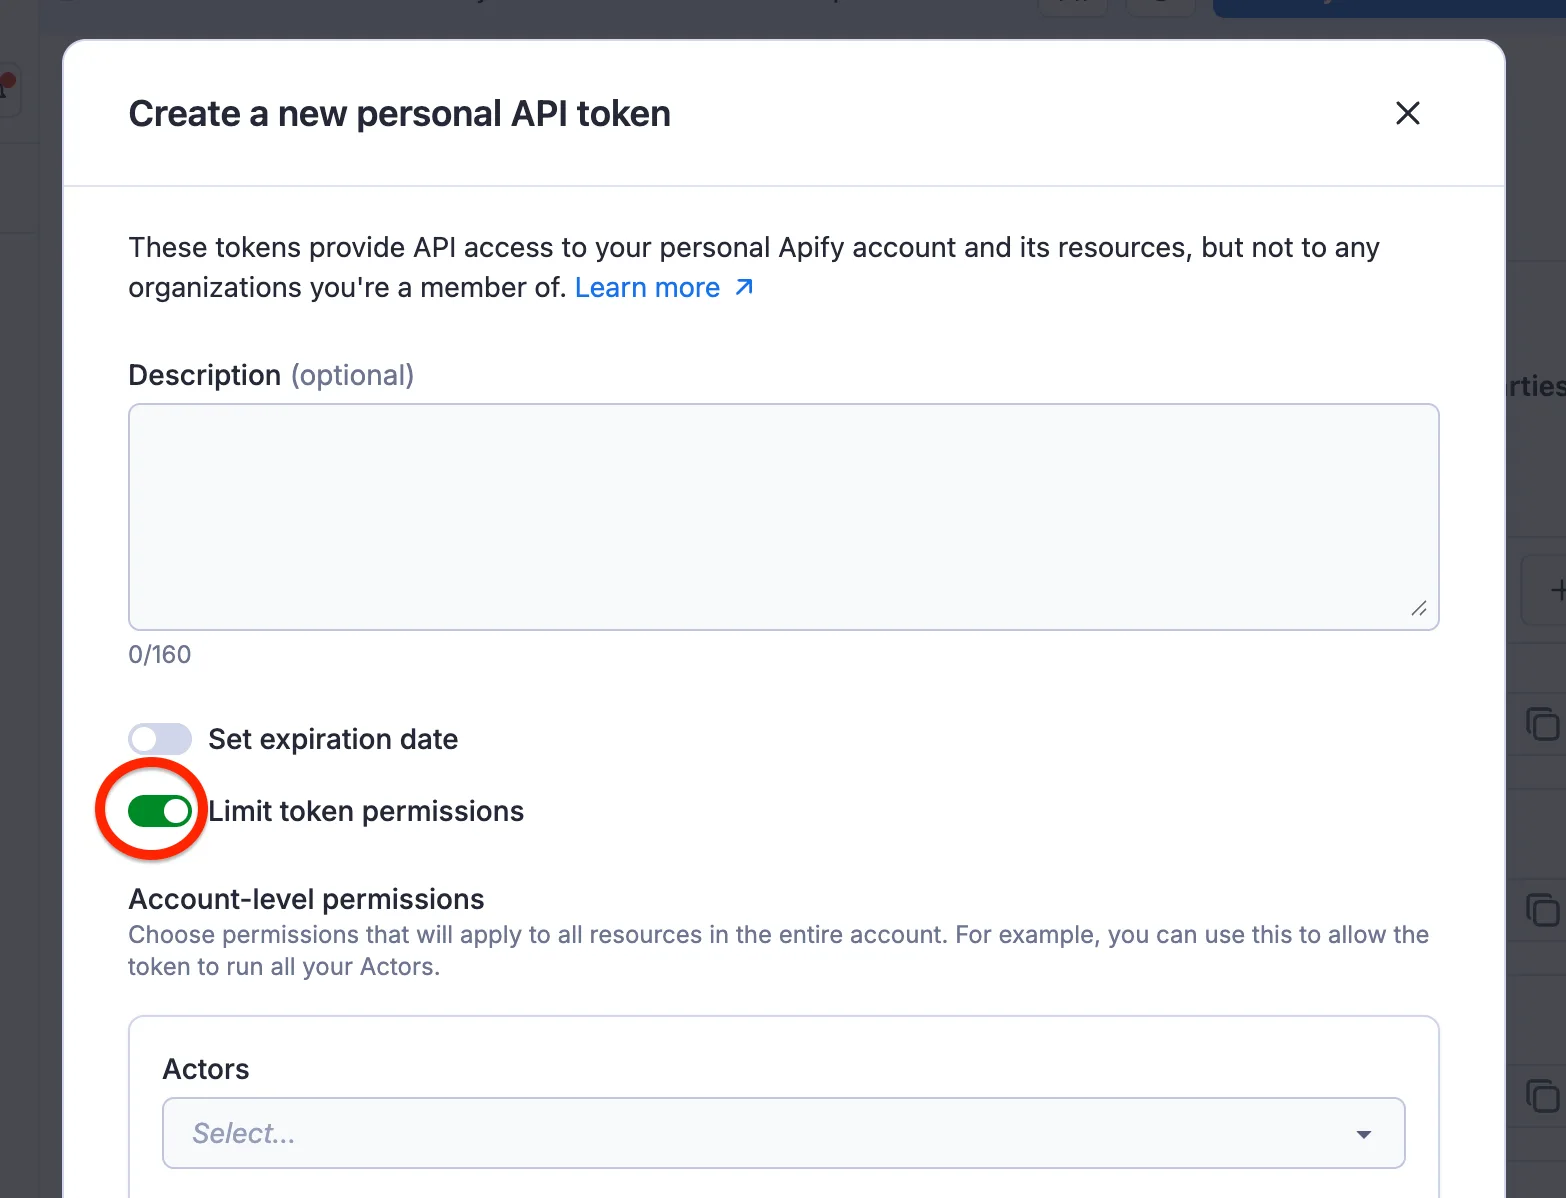 Create a new personal API token
These tokens provide API access to your personal Apify account and its resources, but not to any
organizations you're a member of. Learn more
Description (optional)
0/160
Set expiration date
Limit token permissions
Account-level permissions
Choose permissions that will apply to all resources in the entire account. For example, you can use this to allow the
token to run all your Actors.
Actors
Select...